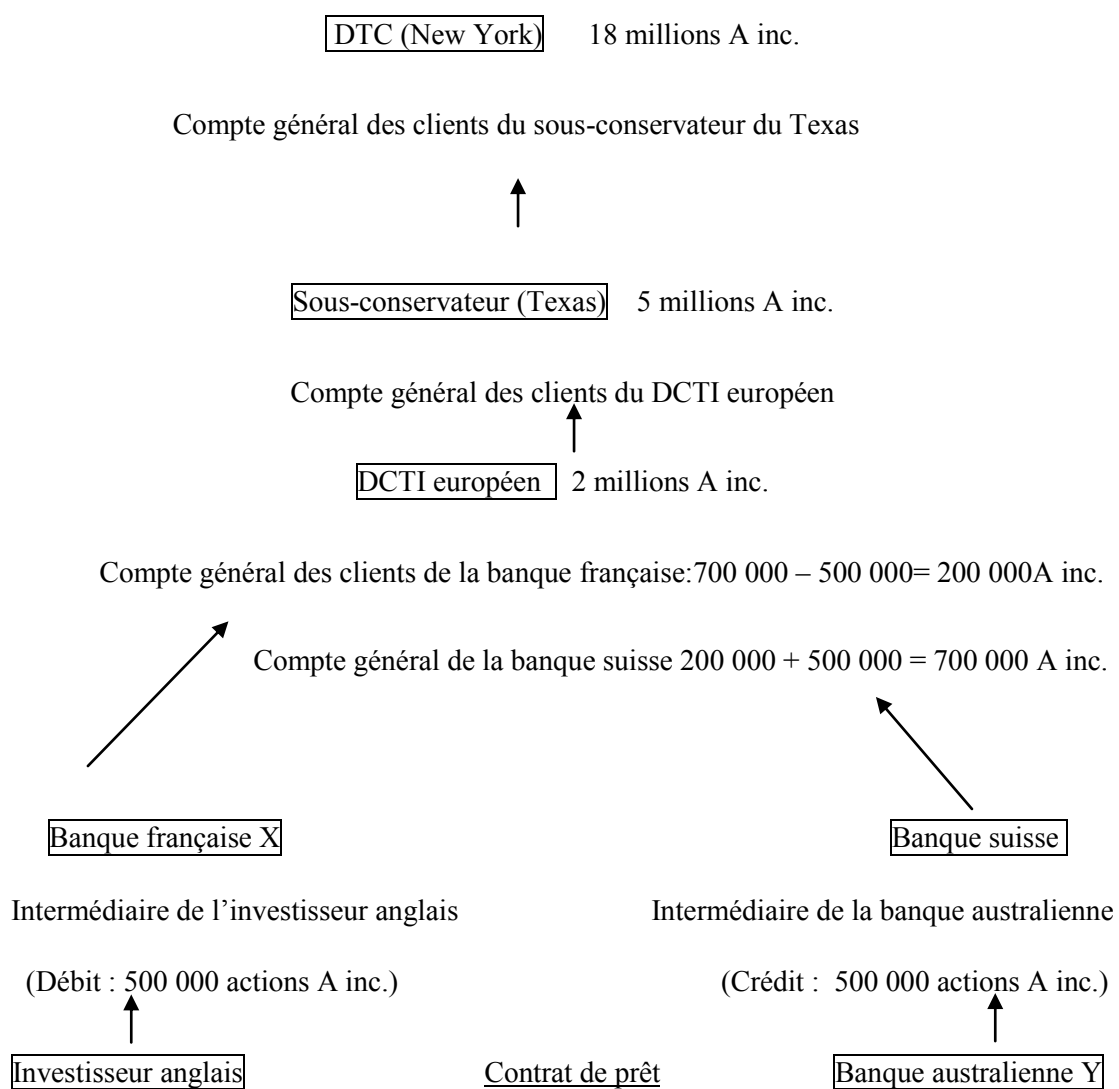 DTC (New York) 18 millions A inc.
Compte général des clients du sous-conservateur du Texas
Sous-conservateur (Texas) 5 millions A inc.
Compte général des clients du DCTI européen
DCTI européen 2 millions A inc.
Compte général des clients de la banque française:700 000 – 500 000= 200 000A inc.
Compte général de la banque suisse 200 000 + 500 000 = 700 000 A inc.
Banque française X Banque suisse
Intermédiaire de l’investisseur anglais Intermédiaire de la banque australienne
(Débit : 500 000 actions A inc.) (Crédit : 500 000 actions A inc.)
Investisseur anglais Contrat de prêt Banque australienne Y